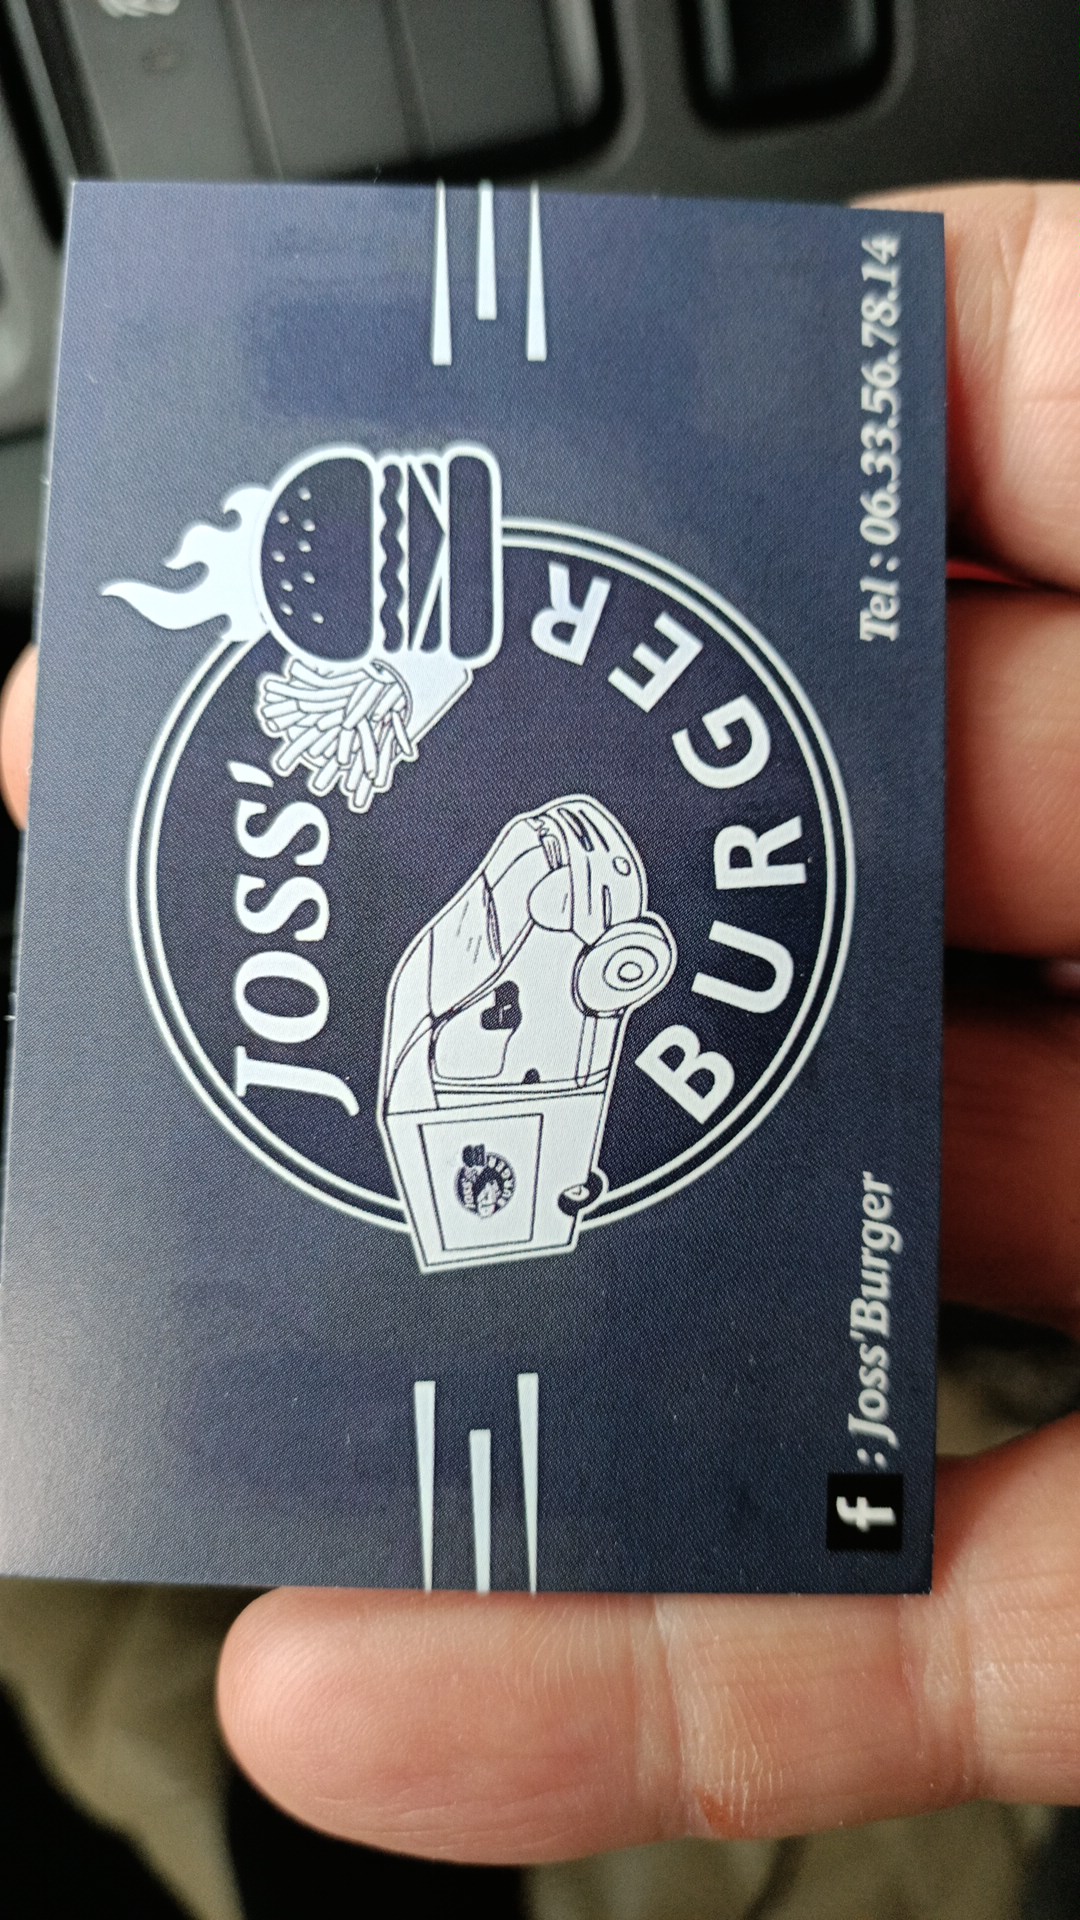 JOSS'
BURGER
f : Joss'Burger
Tel : 06.33.56.78.14